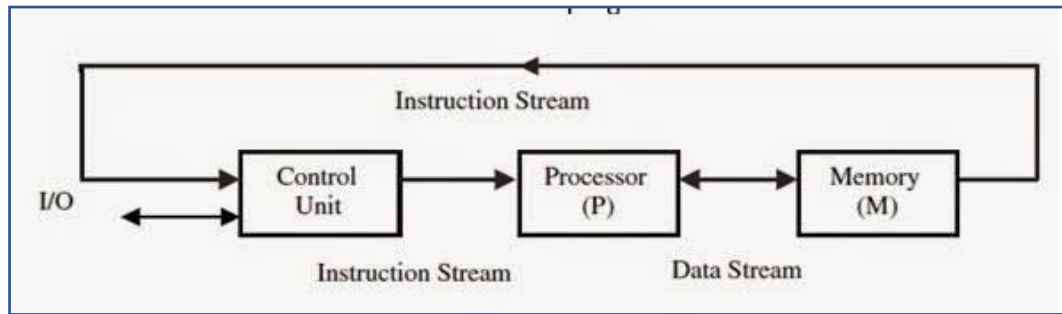 Instruction Stream
I/O
Control
Unit
Processor
(P)
Memory
(M)
Instruction Stream
Data Stream